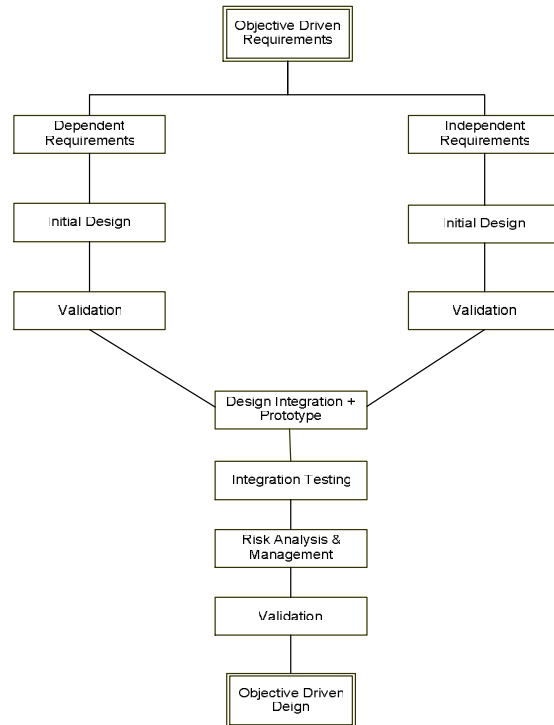 Objective Driven
Requirements
Dependent
Requirements
Independent
Requirements
Initial Design
Initial Design
Validation
Validation
Design Integration +
Prototype
Integration Testing
Risk Analysis &
Management
Validation
Objective Driven
Deign